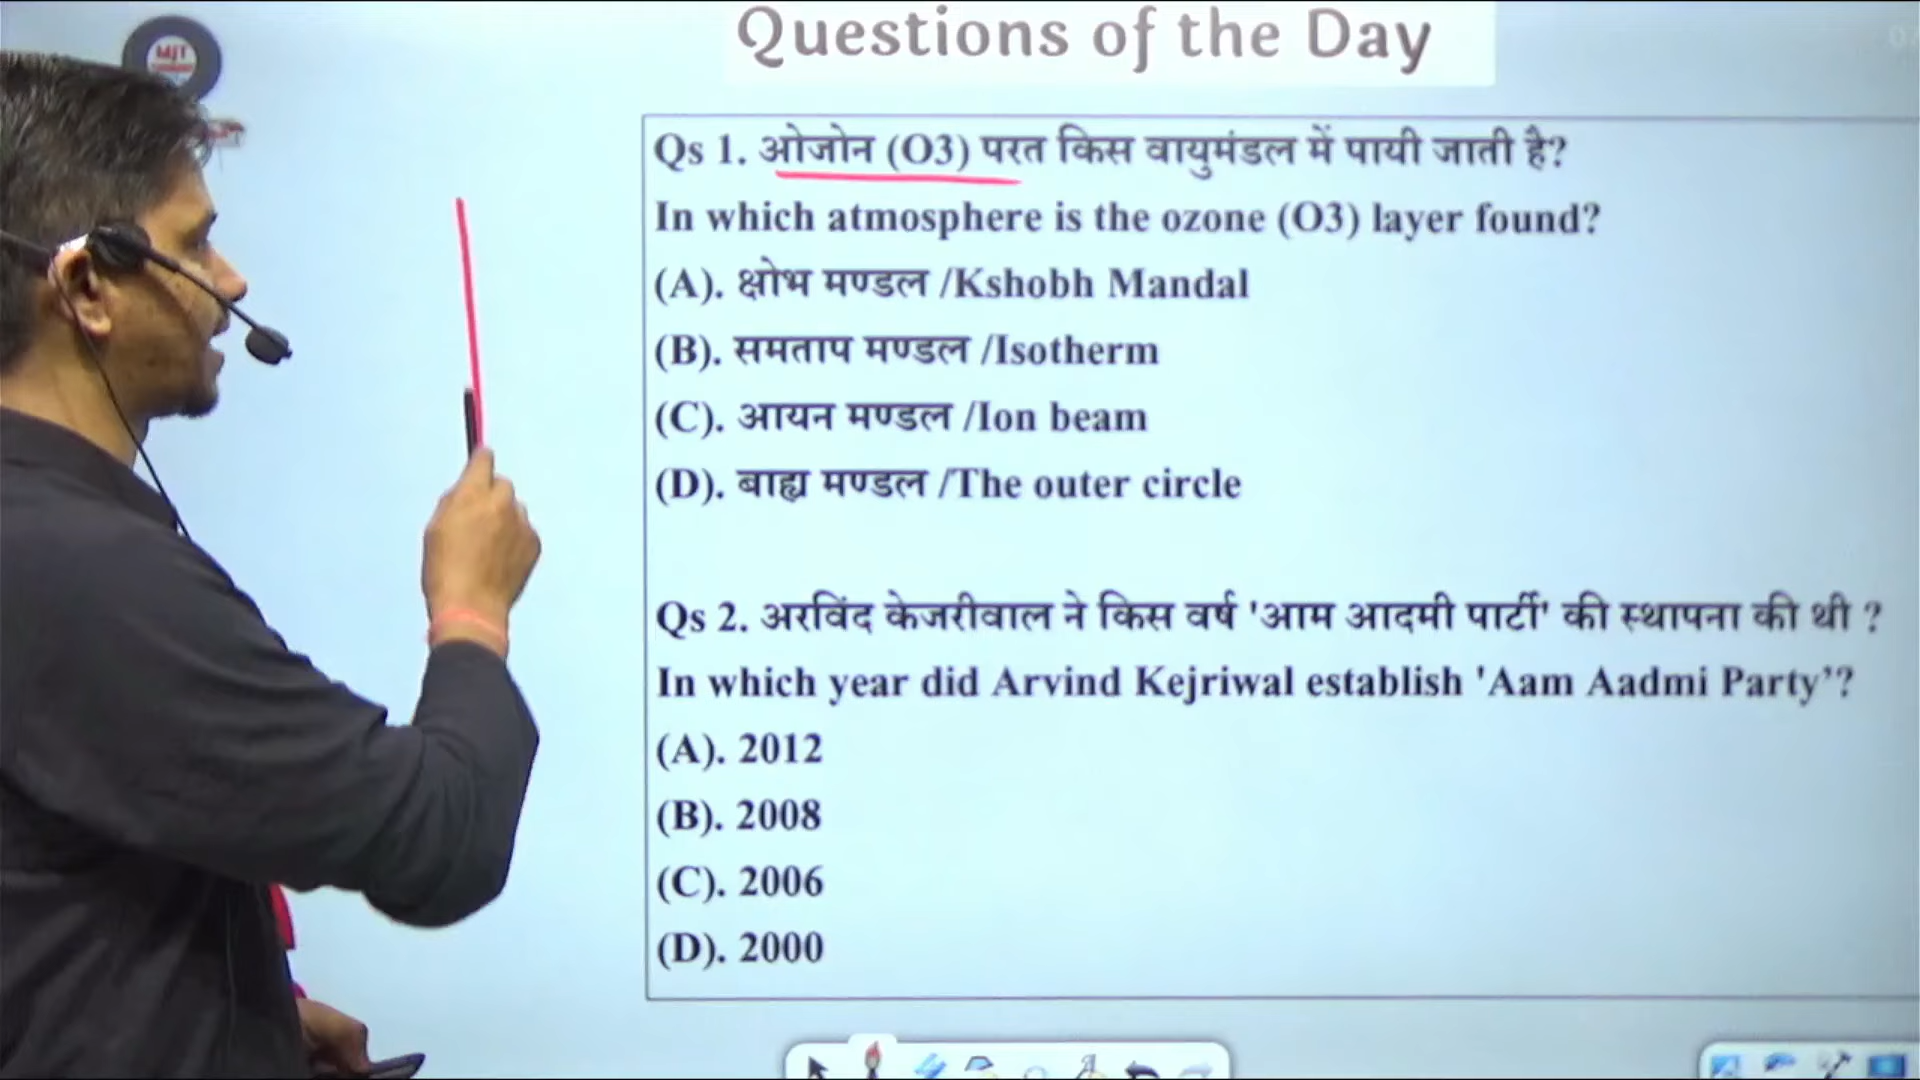 MJT
Questions of the Day
Qs 1. ओजोन (O3) परत किस वायुमंडल में पायी जाती है?
In which atmosphere is the ozone (O3) layer found?
(A). क्षोभ मण्डल /Kshobh Mandal
(B). समताप मण्डल /Isotherm
(C). आयन मण्डल /Ion beam
(D). बाह्य मण्डल /The outer circle
Qs 2. अरविंद केजरीवाल ने किस वर्ष 'आम आदमी पार्टी' की स्थापना की थी ?
In which year did Arvind Kejriwal establish 'Aam Aadmi Party’?
(A). 2012
(B). 2008
(C). 2006
(D). 2000